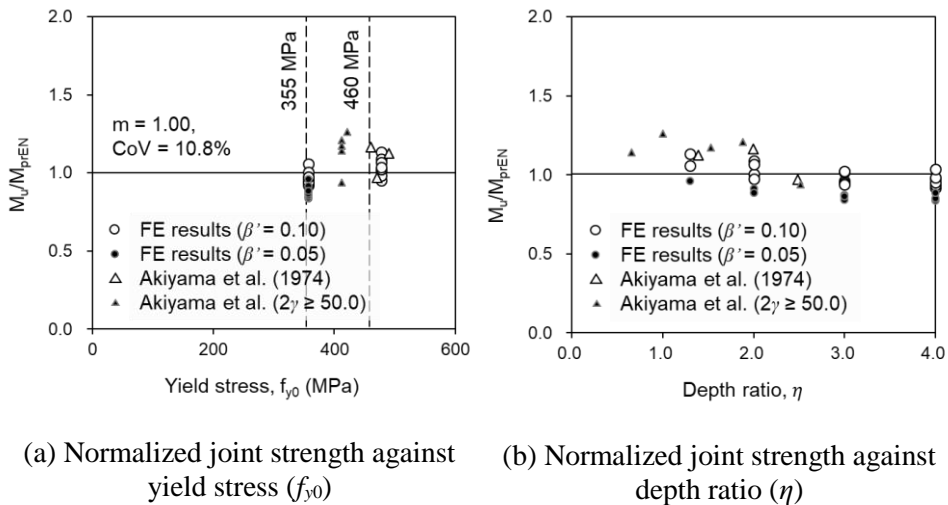 2.0
1.5
1.0
0.5
0.0
Mu/MprEN
355 MPa
460 MPa
m = 1.00,
CoV = 10.8%
FE results (β’= 0.10)
FE results (β’= 0.05)
Akiyama et al. (1974)
Akiyama et al. (2γ ≥ 50.0)
0 200 400 600
Yield stress, fy0 (MPa)
(a) Normalized joint strength against
yield stress (fy0)
2.0
1.5
1.0
0.5
0.0
Mu/MprEN
FE results (β’= 0.10)
FE results (β’= 0.05)
Akiyama et al. (1974)
Akiyama et al. (2γ ≥ 50.0)
0.0 1.0 2.0 3.0 4.0
Depth ratio, η
(b) Normalized joint strength against
depth ratio (η)